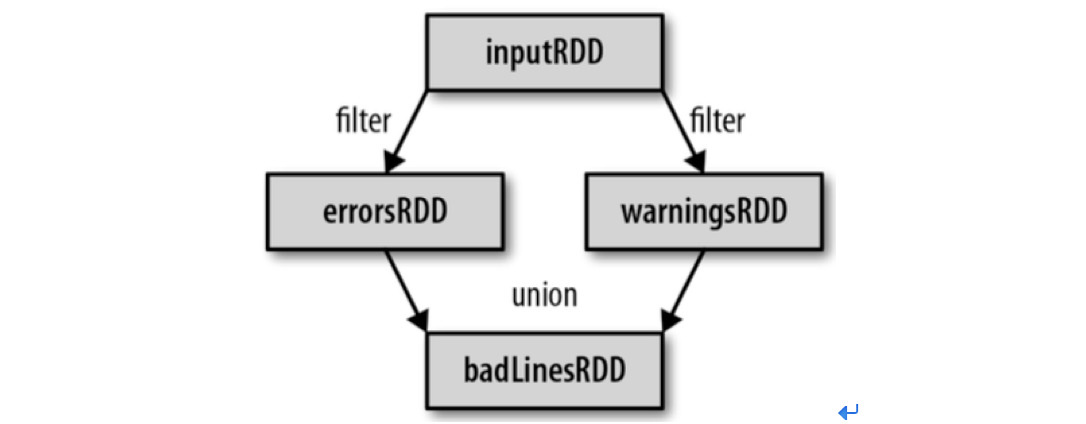 inputRDD
filter
filter
errorsRDD
warningsRDD
union
badLinesRDD